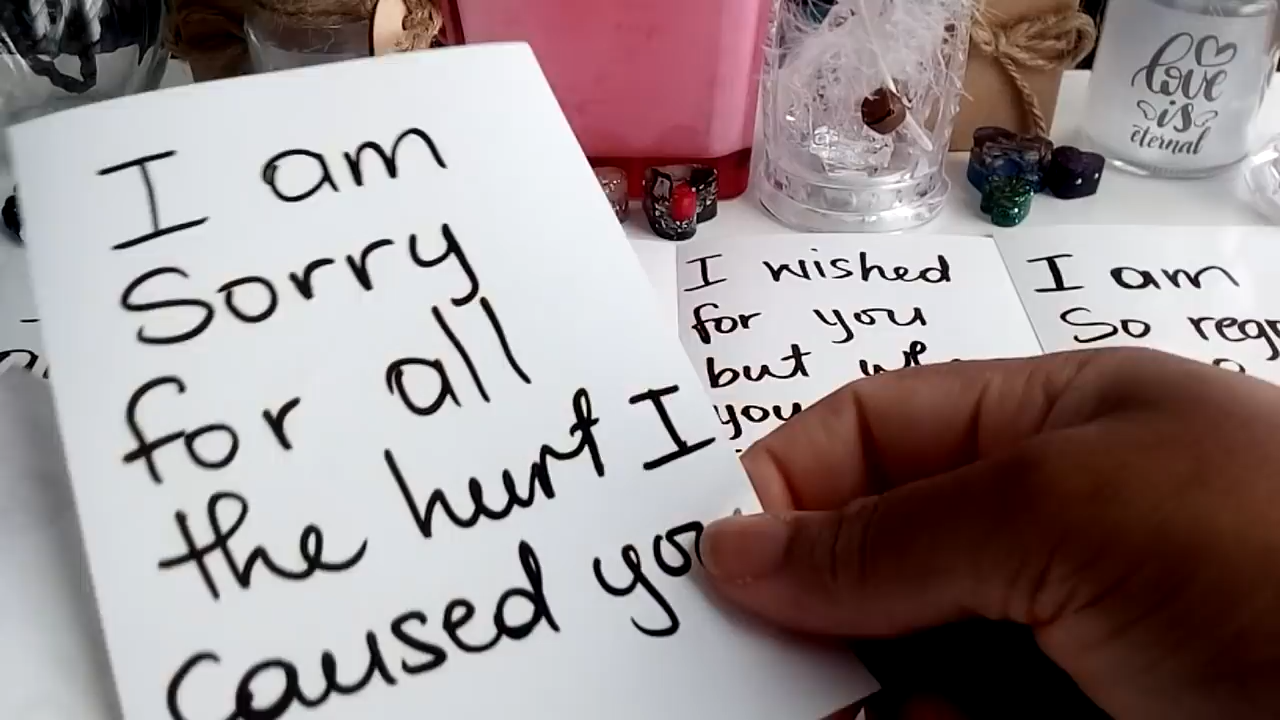 I am
Sorry
for all
the hurt I
caused
I wished
for you
but
you
I am
So
love
is
eternal